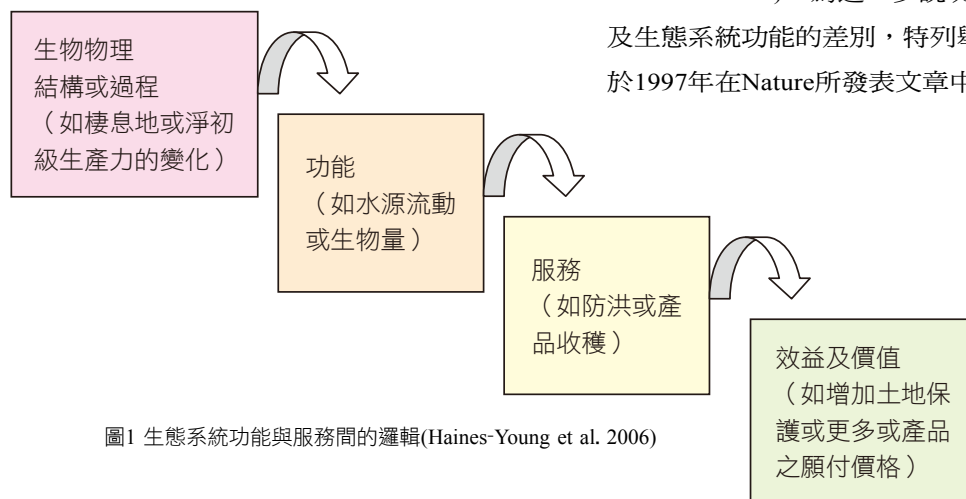 及生態系統功能的差別，特列舉
於1997年在Nature所發表文章中
生物物理
結構或過程
（如棲息地或淨初
級生產力的變化）
功能
（如水源流動
或生物量）
服務
（如防洪或產
品收穫）
效益及價值
（如增加土地保
護或更多或產品
之願付價格）
圖1 生態系統功能與服務間的邏輯(Haines-Young et al. 2006)